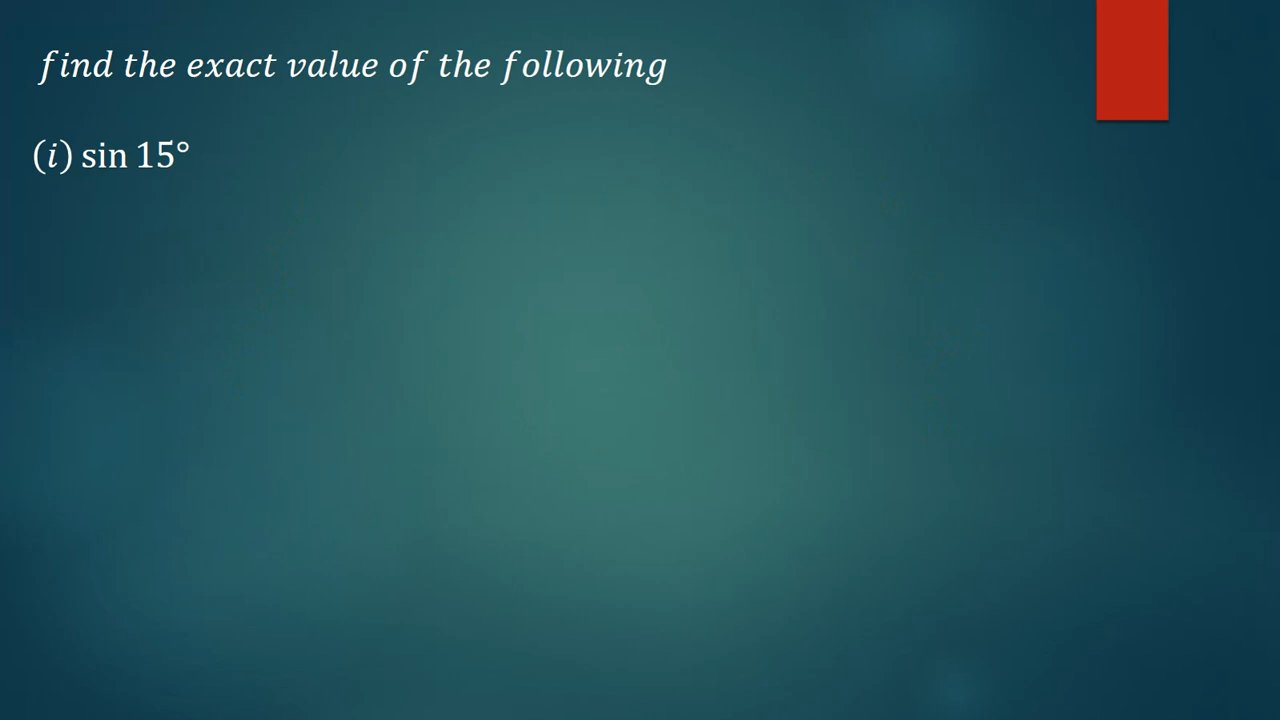 find the exact value of the following
(i) sin 15°